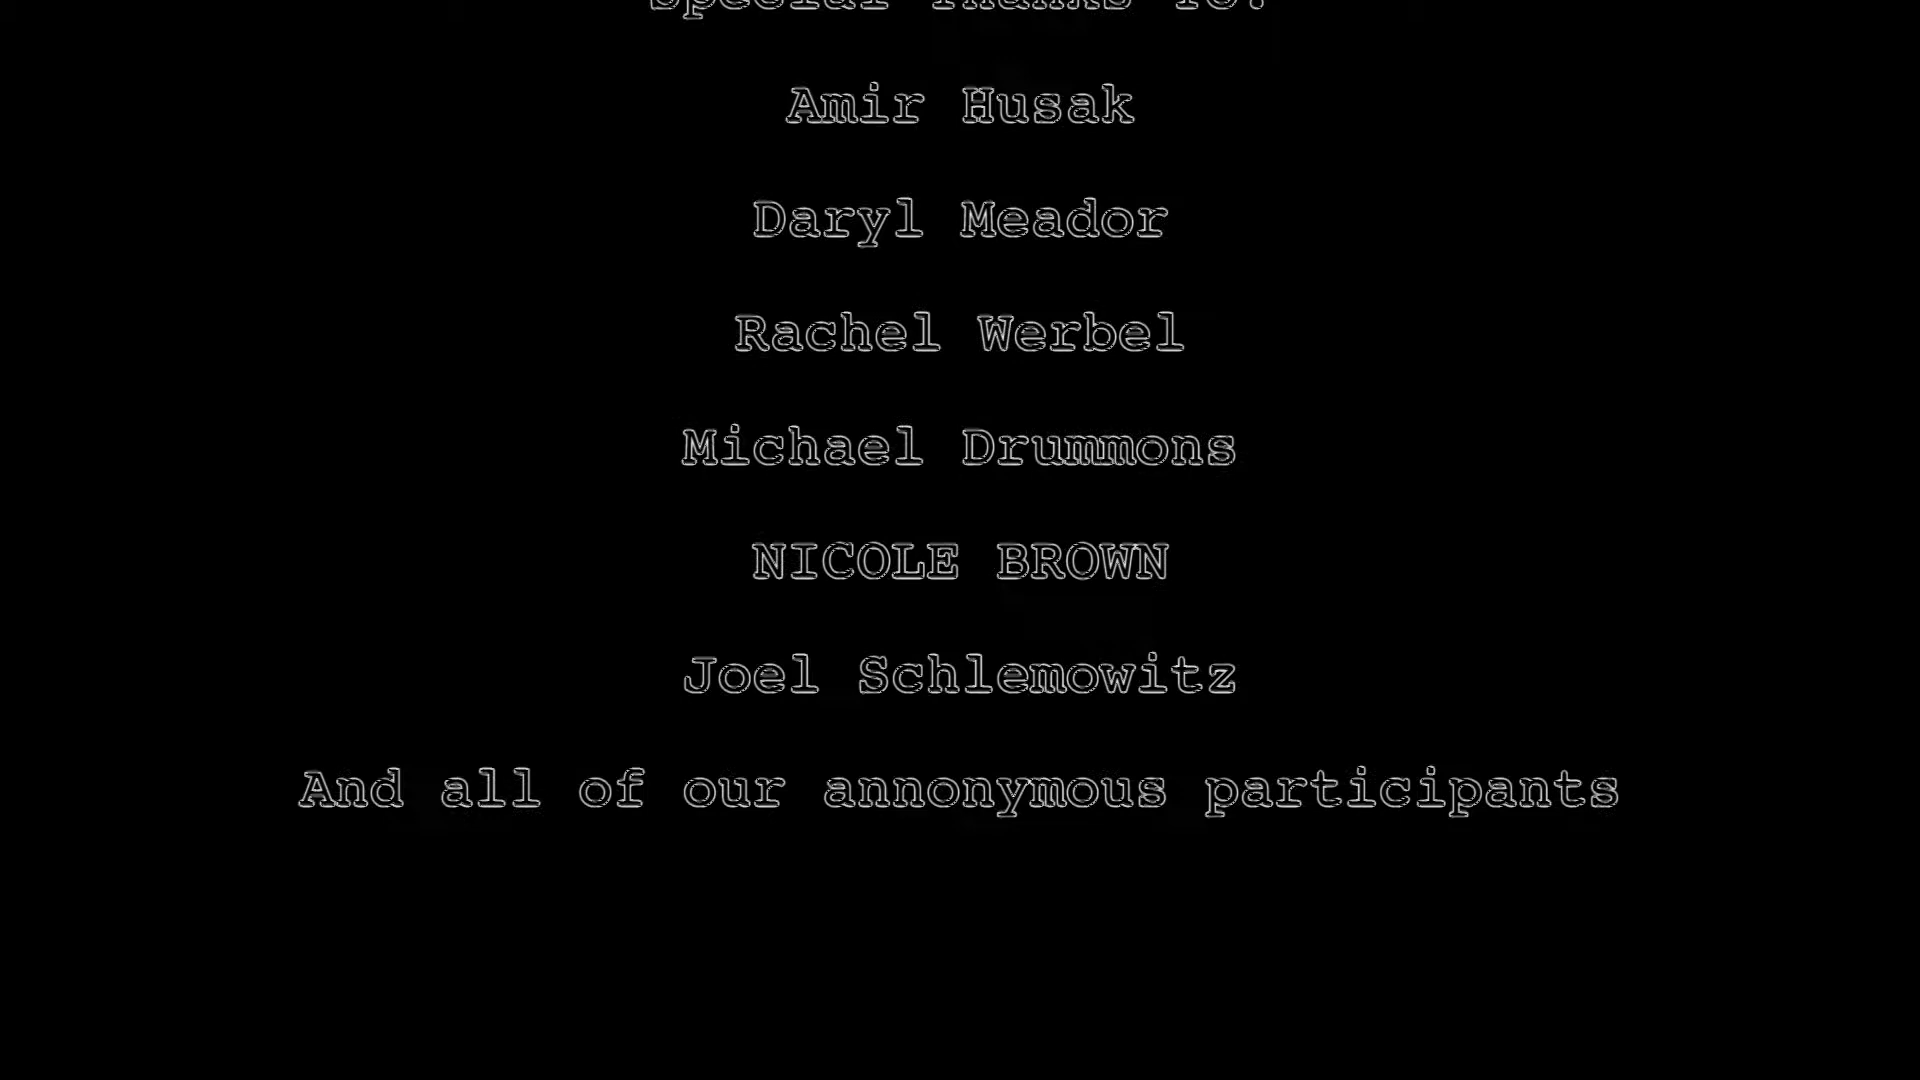 Special Thanks To:
Amir Husak
Daryl Meador
Rachel Werbel
Michael Drummons
NICOLE BROWN
Joel Schlemowitz
And all of our annonymous participants